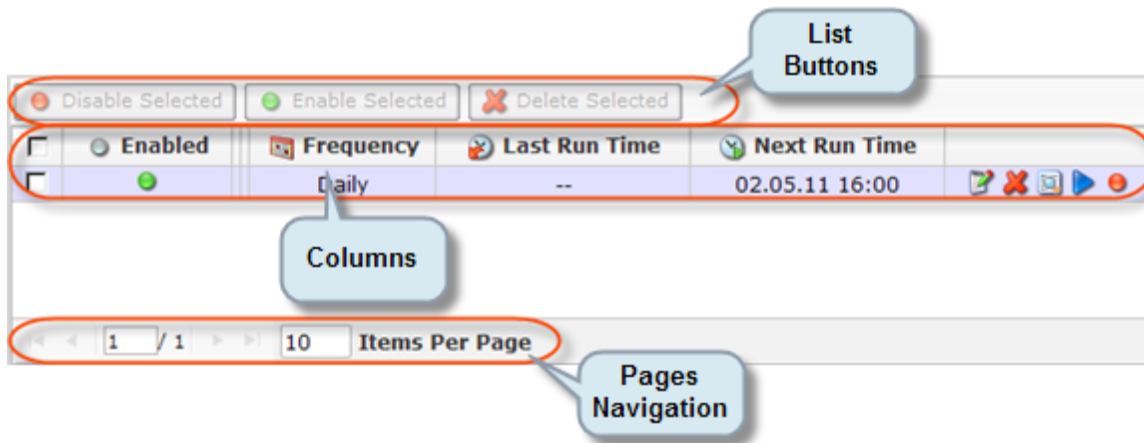 List
Buttons
Disable Selected Enable Selected Delete Selected
Enabled Frequency Last Run Time Next Run Time
Daily -- 02.05.11 16:00
Columns
1 / 1 10 Items Per Page
Pages
Navigation